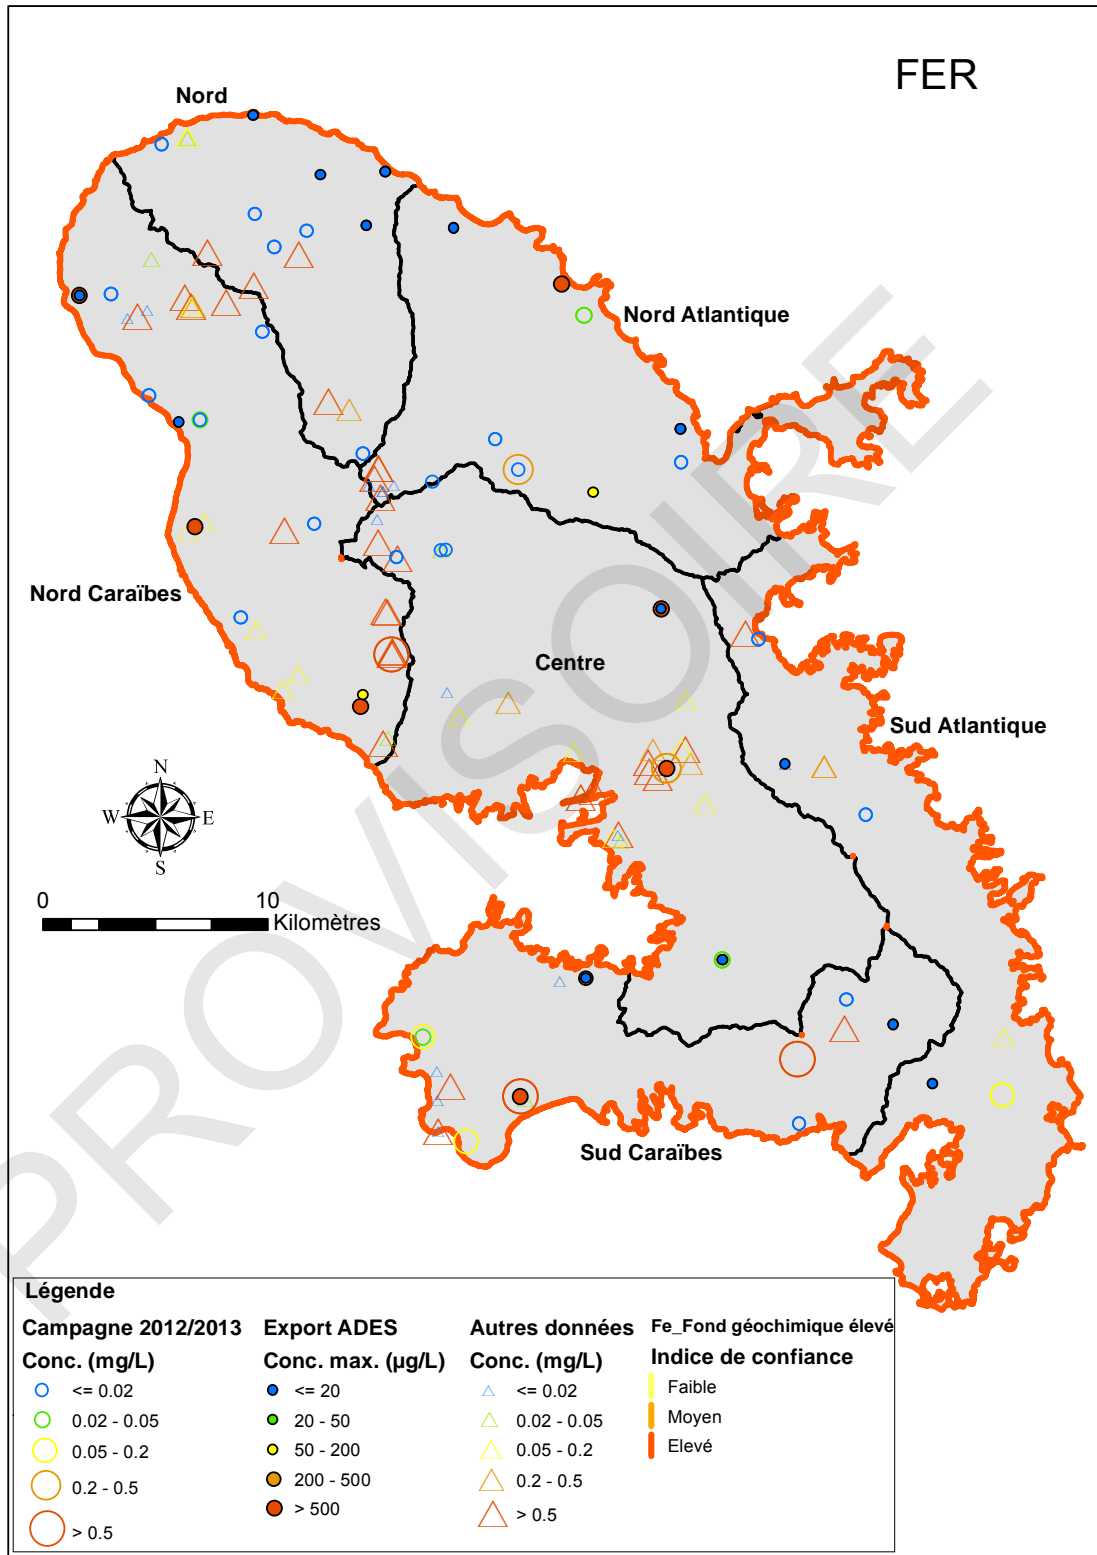 FER
Nord
Nord Atlantique
Nord Caraïbes
Centre
Sud Atlantique
N
W E
S
0 10
Kilomètres
Sud Caraïbes
PROVISOIRE
Légende
Campagne 2012/2013
Conc. (mg/L)
<= 0.02
0.02 - 0.05
0.05 - 0.2
0.2 - 0.5
> 0.5
Export ADES
Conc. max. (µg/L)
<= 20
20 - 50
50 - 200
200 - 500
> 500
Autres données
Conc. (mg/L)
<= 0.02
0.02 - 0.05
0.05 - 0.2
0.2 - 0.5
> 0.5
Fe_Fond géochimique élevé
Indice de confiance
Faible
Moyen
Elevé